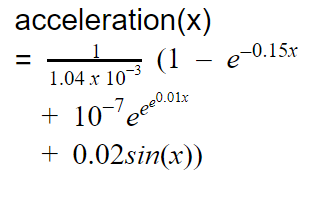 acceleration(x)
= 1 / 1.04 x 10^-3 (1 − e^-0.15x
+ 10^-7 e^e^e^0.01x
+ 0.02sin(x))